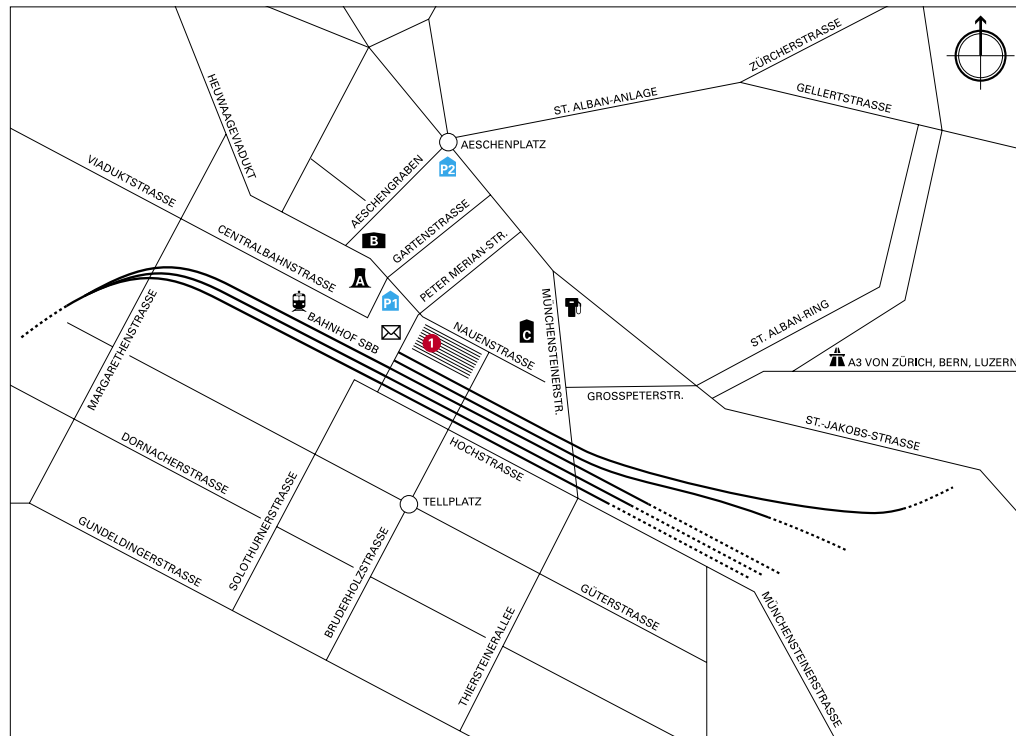 ZÜRCHERSTRASSE
HEUWAAGEVIADUKT
ST. ALBAN-ANLAGE
GELLERTSTRASSE
AESCHENPLATZ
P2
VIADUKTSTRASSE
AESCHENGRABEN
GARTENSTRASSE
B
CENTRALBAHNSTRASSE
PETER MERIAN-STR.
A
P1
MÜNCHENSTEINERSTR.
ST. ALBAN-RING
BAHNHOF SBB
NAUENSTRASSE
C
1
MARGARETHENSTRASSE
A3 VON ZÜRICH, BERN, LUZERN
GROSSPETERSTR.
ST.-JAKOBS-STRASSE
DORNACHERSTRASSE
HOCHSTRASSE
TELLPLATZ
SOLOTHURNERSTRASSE
GUNDELDINGERSTRASSE
BRUDERHOLZSTRASSE
GÜTERSTRASSE
THIERSTEINERALLEE
MÜNCHENSTEINERSTRASSE